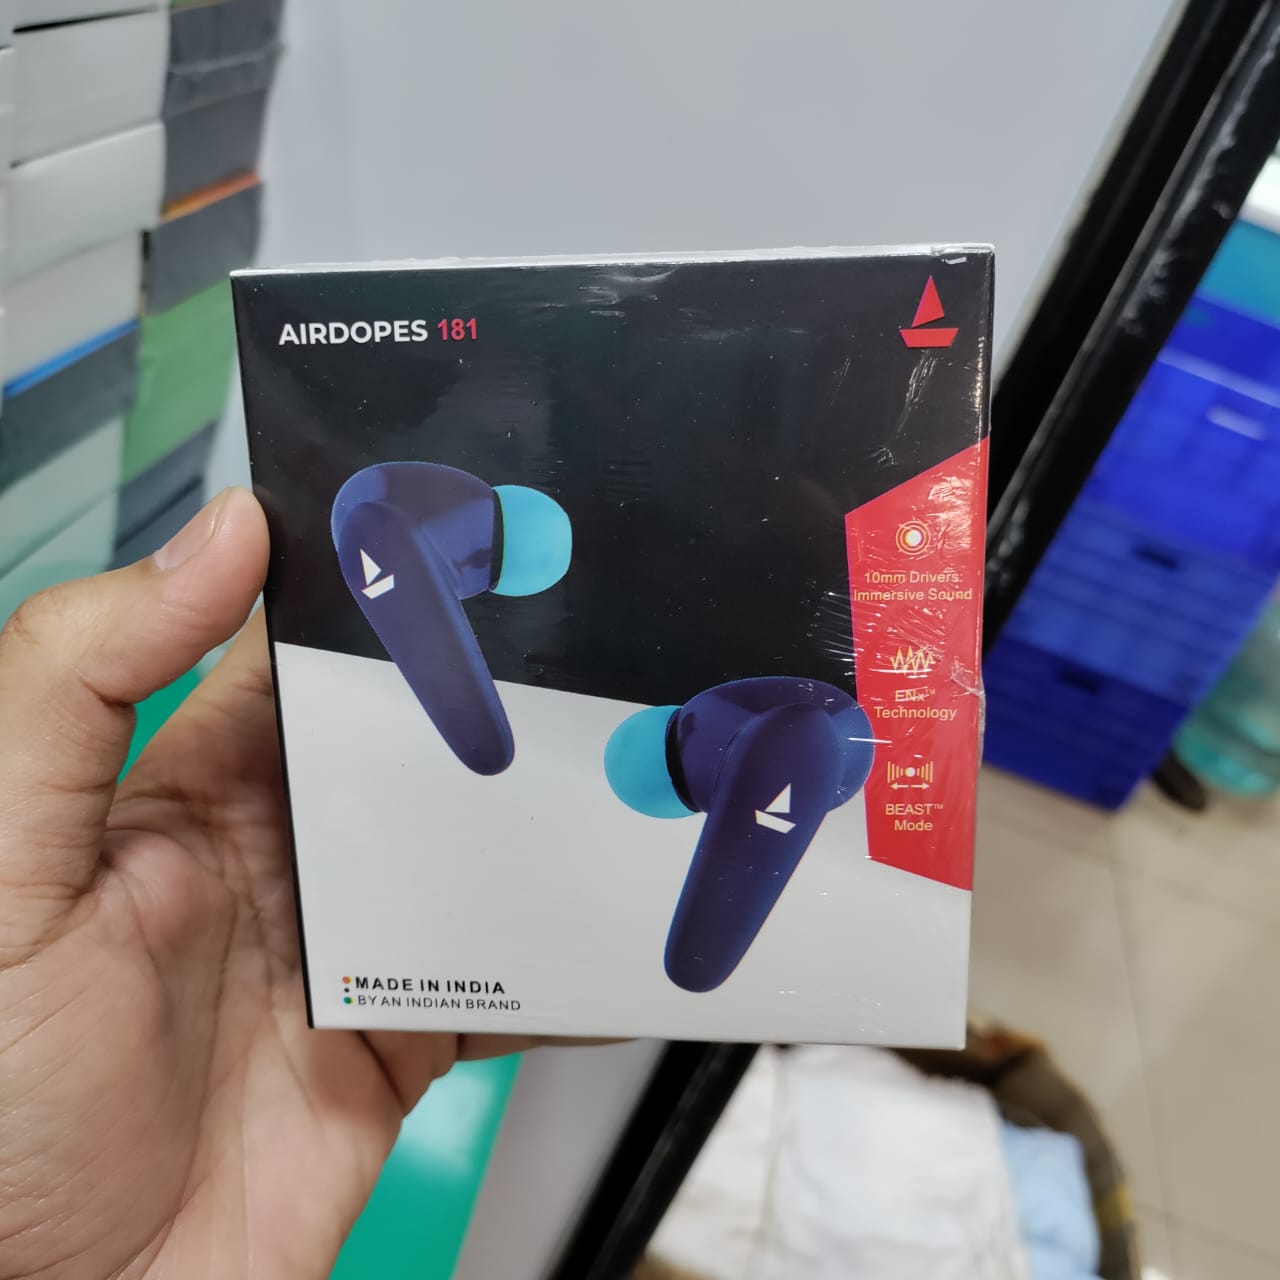 AIRDOPES 181
10mm Drivers:
Immersive Sound
ENx™
Technology
BEAST™
Mode
MADE IN INDIA
BY AN INDIAN BRAND